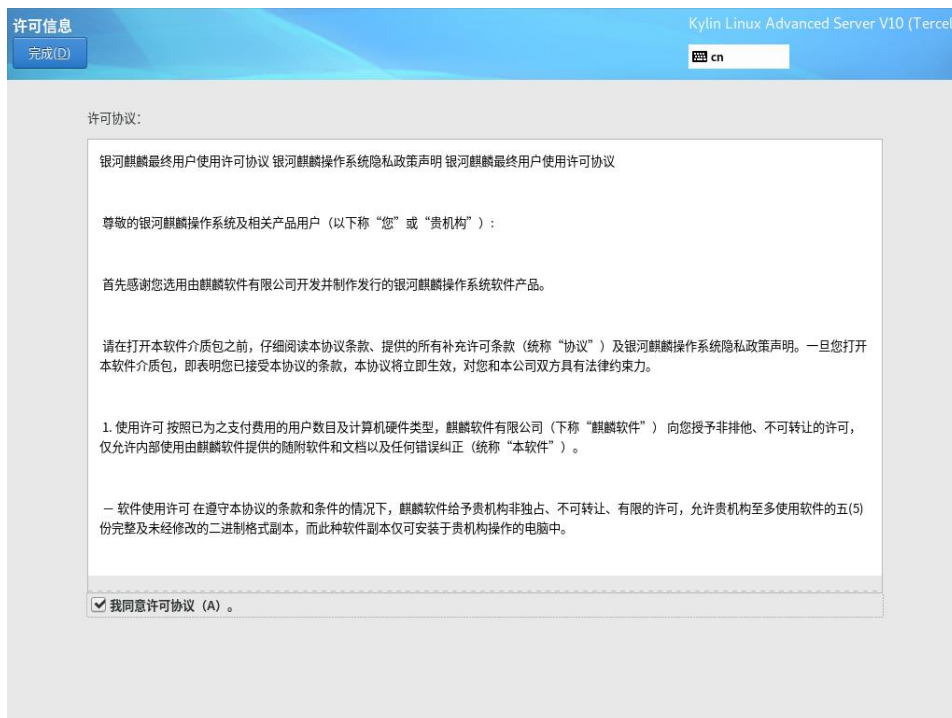 许可信息
Kylin Linux Advanced Server V10 (Tercel
完成(D)
cn
许可协议：
银河麒麟最终用户使用许可协议 银河麒麟操作系统隐私政策声明 银河麒麟最终用户使用许可协议
尊敬的银河麒麟操作系统及相关产品用户（以下称“您”或“贵机构”）：
首先感谢您选用由麒麟软件有限公司开发并制作发行的银河麒麟操作系统软件产品。
请在打开本软件介质包之前，仔细阅读本协议条款、提供的所有补充许可条款（统称“协议”）及银河麒麟操作系统隐私政策声明。一旦您打开
本软件介质包，即表明您已接受本协议的条款，本协议将立即生效，对您和本公司双方具有法律约束力。
1. 使用许可 按照已为之支付费用的用户数目及计算机硬件类型，麒麟软件有限公司（下称“麒麟软件”） 向您授予非排他、不可转让的许可，
仅允许内部使用由麒麟软件提供的随附软件和文档以及任何错误纠正（统称“本软件”）。
－ 软件使用许可 在遵守本协议的条款和条件的情况下，麒麟软件给予贵机构非独占、不可转让、有限的许可，允许贵机构至多使用软件的五(5)
份完整及未经修改的二进制格式副本，而此种软件副本仅可安装于贵机构操作的电脑中。
我同意许可协议（A）。